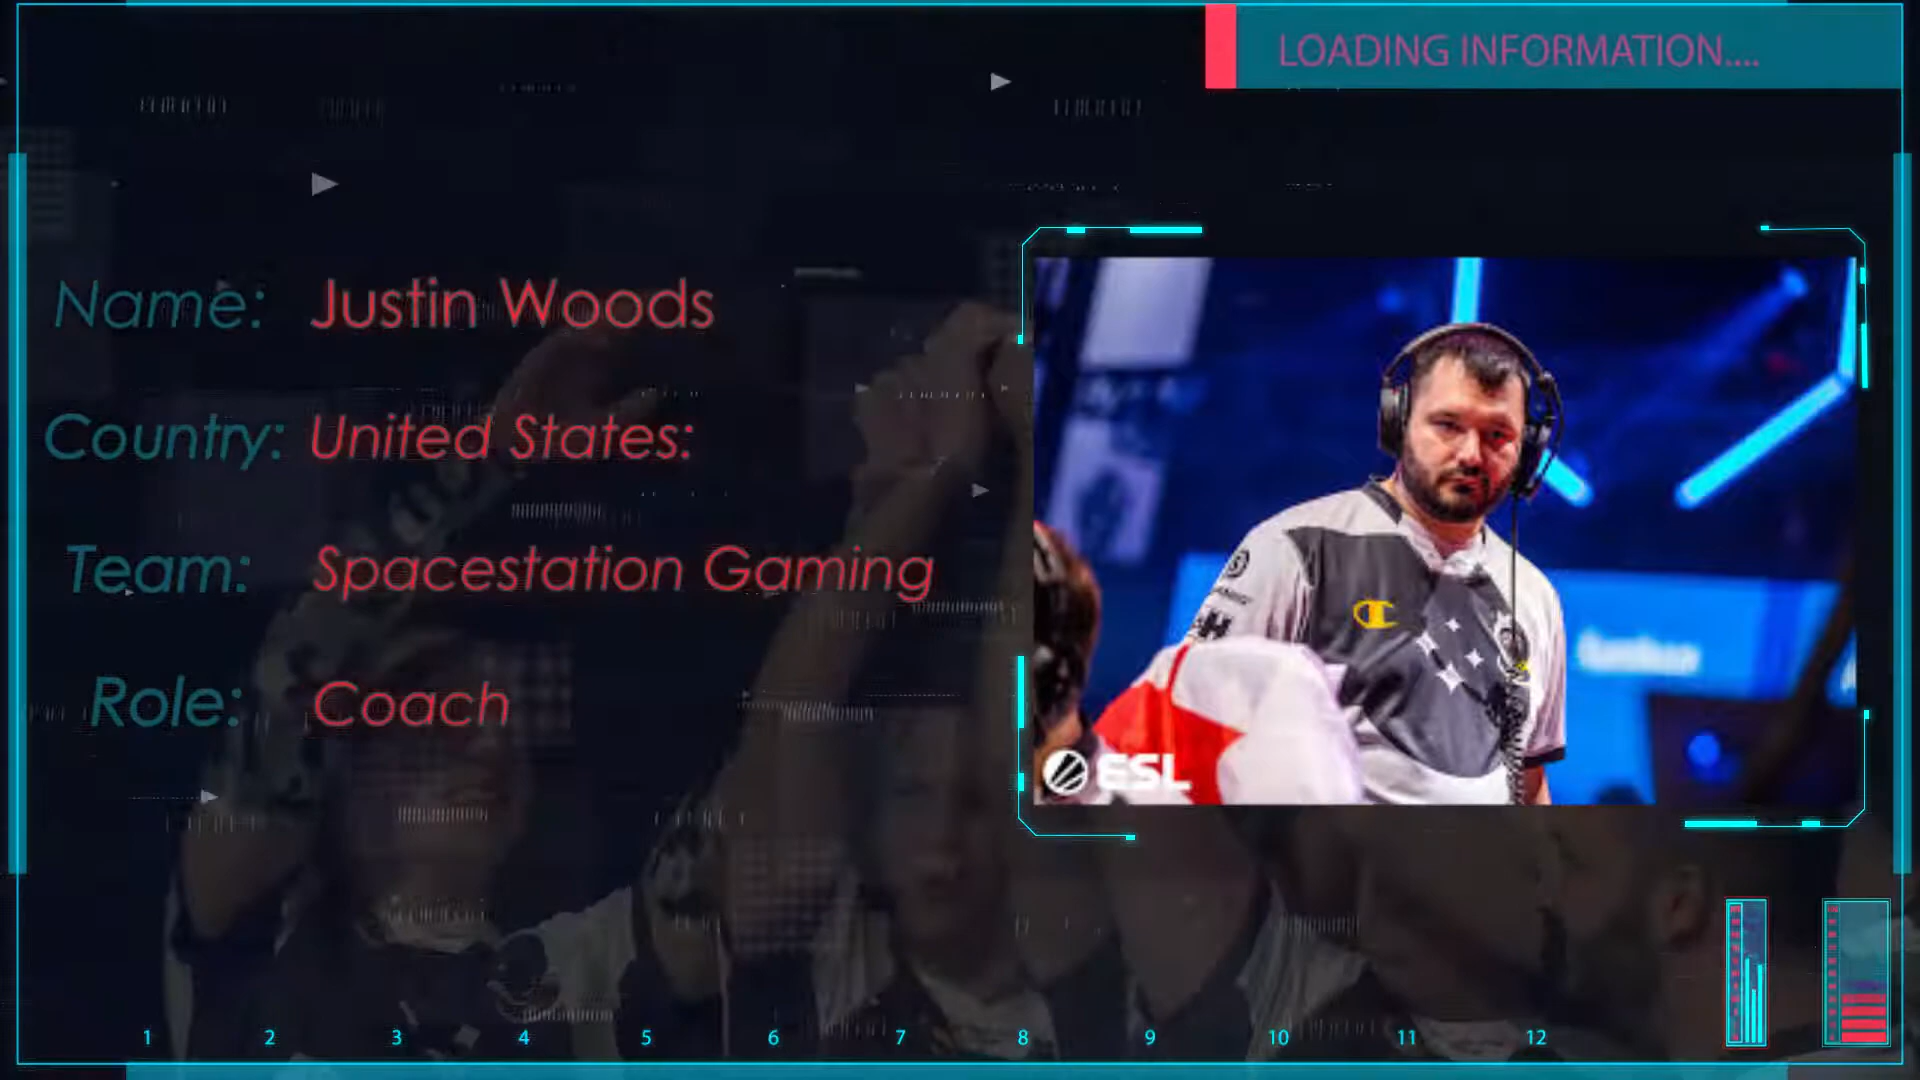 LOADING INFORMATION....
Name: Justin Woods
Country: United States:
Team: Spacestation Gaming
Role: Coach
ESL
1 2 3 4 5 6 7 8 9 10 11 12